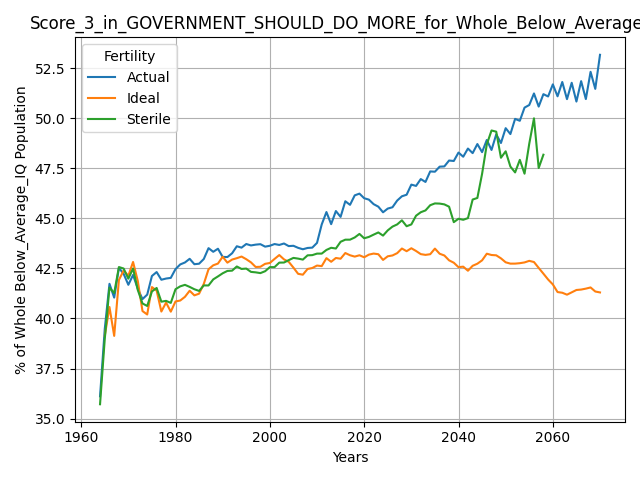 Score_3_in_GOVERNMENT_SHOULD_DO_MORE_for_Whole_Below_Average
Fertility
Actual
Ideal
Sterile
52.5
50.0
47.5
45.0
42.5
40.0
37.5
35.0
% of Whole Below_Average_IQ Population
1960
1980
2000
2020
2040
2060
Years